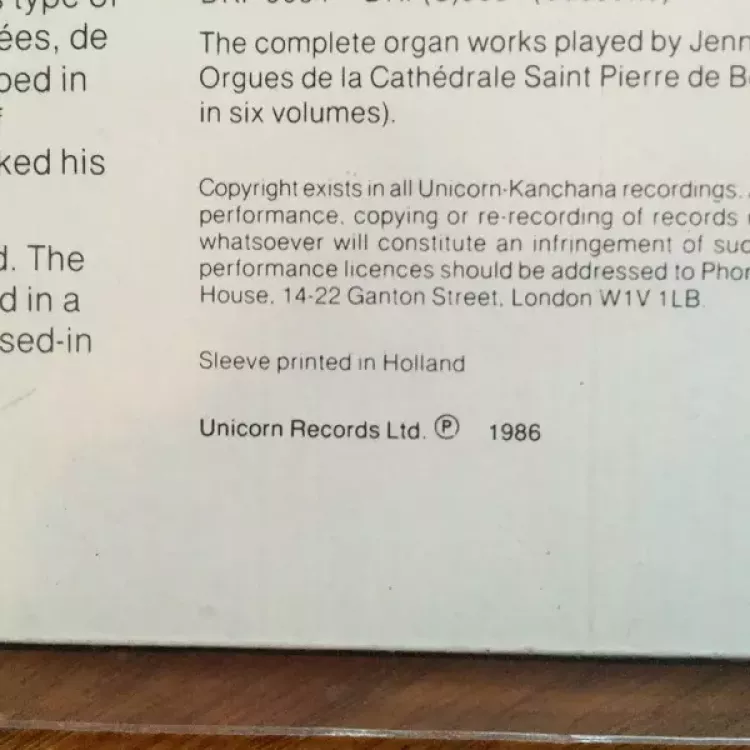 ées, de
ked his
d. The
d in a
sed-in
The complete organ works played by Jenn
Orgues de la Cathédrale Saint Pierre de B
in six volumes).
Copyright exists in all Unicorn-Kanchana recordings.
performance, copying or re-recording of records
whatsoever will constitute an infringement of suc
performance licences should be addressed to Phon
House, 14-22 Ganton Street, London W1V 1LB.
Sleeve printed in Holland
Unicorn Records Ltd. ℗ 1986